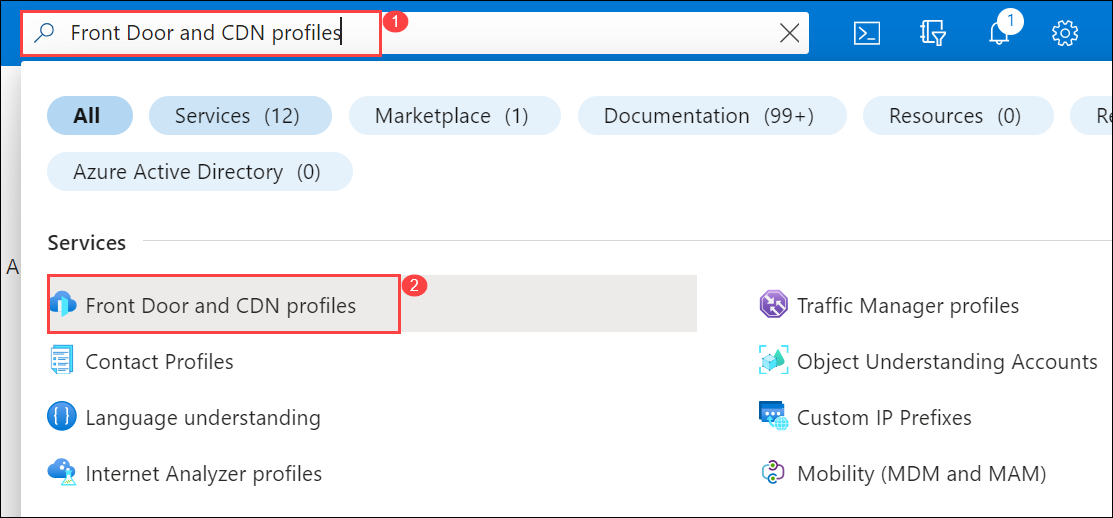 Front Door and CDN profiles 1
1
All Services (12) Marketplace (1) Documentation (99+) Resources (0) Re
Azure Active Directory (0)
Services
A
2
Front Door and CDN profiles Traffic Manager profiles
Contact Profiles Object Understanding Accounts
Language understanding Custom IP Prefixes
Internet Analyzer profiles Mobility (MDM and MAM)